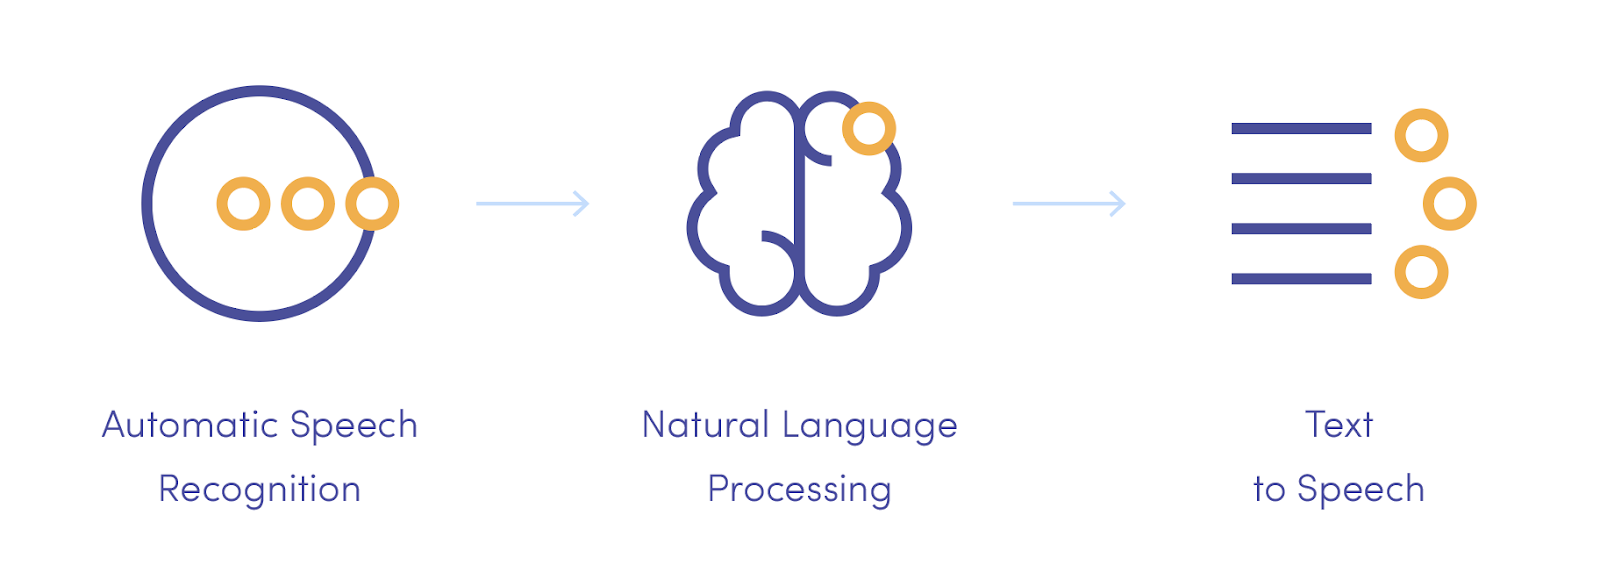 Automatic Speech
Recognition
Natural Language
Processing
Text
to Speech